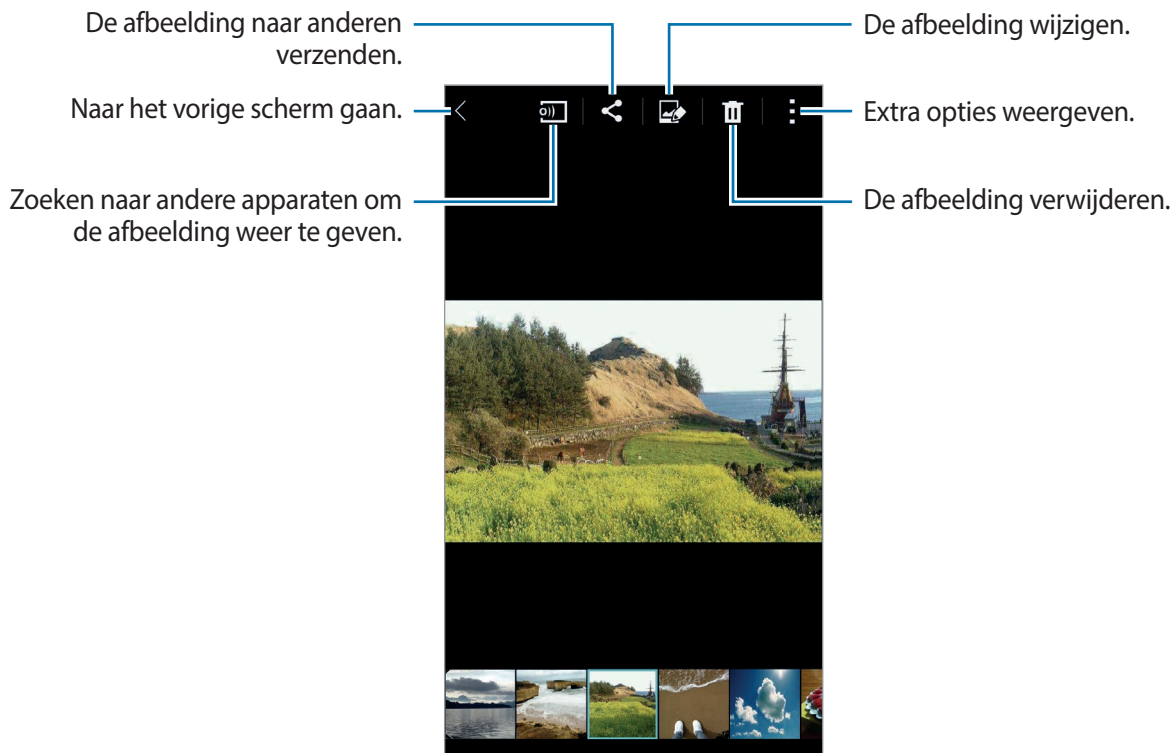 De afbeelding naar anderen
verzenden.
De afbeelding wijzigen.
Naar het vorige scherm gaan.
Extra opties weergeven.
Zoeken naar andere apparaten om
de afbeelding weer te geven.
De afbeelding verwijderen.